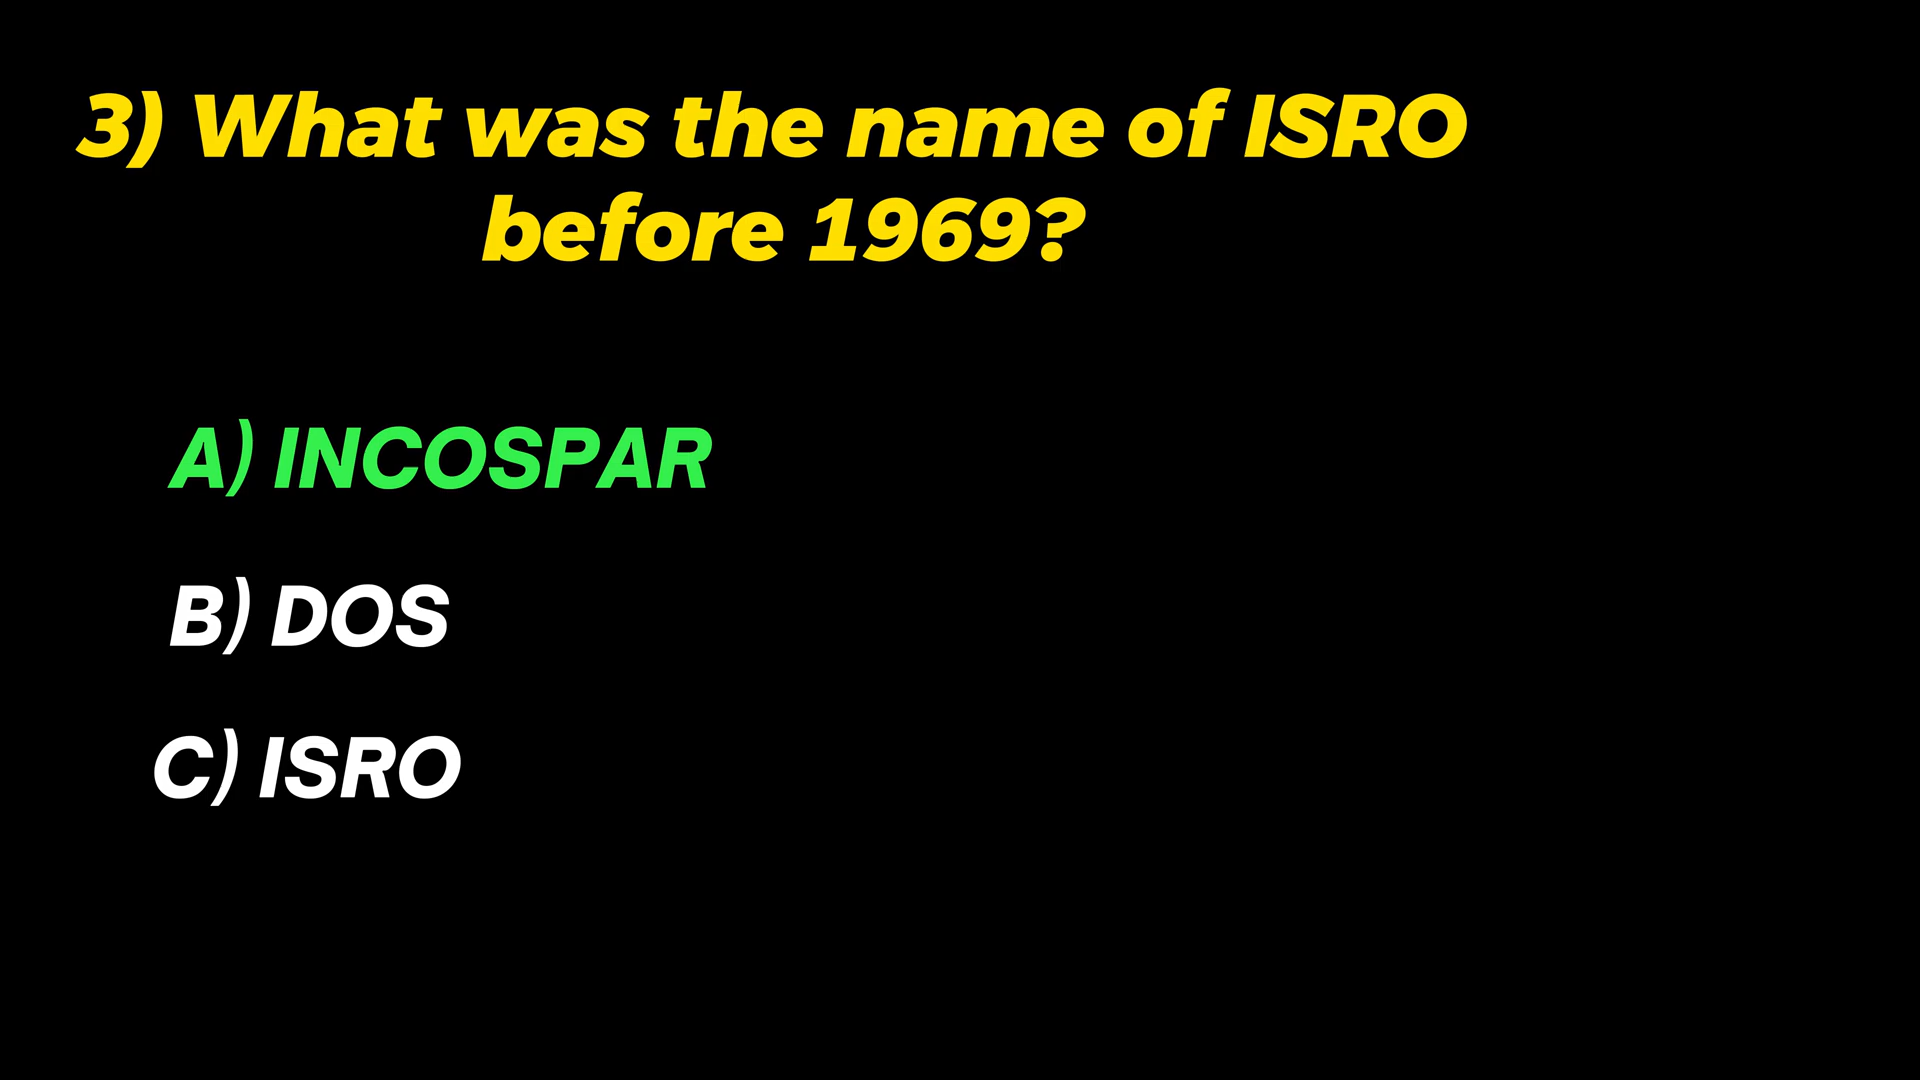 3) What was the name of ISRO
before 1969?
A) INCOSPAR
B) DOS
C) ISRO